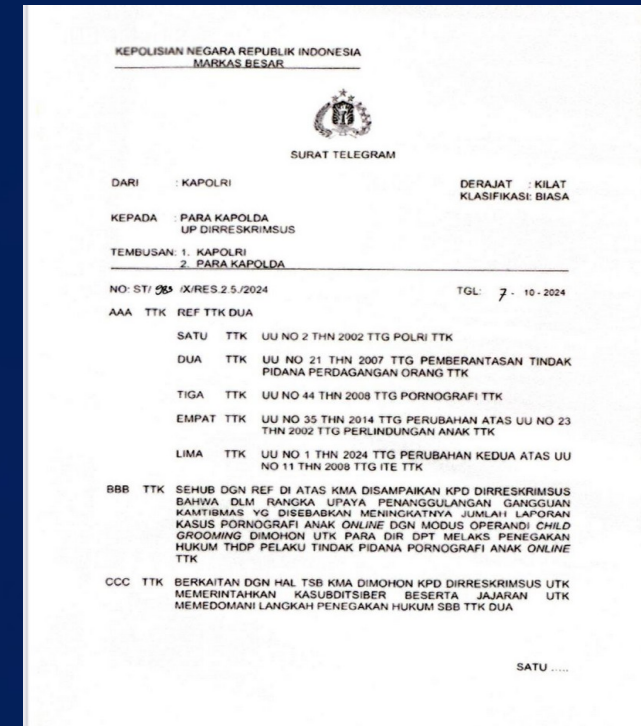 KEPOLISIAN NEGARA REPUBLIK INDONESIA
MARKAS BESAR
SURAT TELEGRAM
DARI : KAPOLRI
DERAJAT : KILAT
KLASIFIKASI: BIASA
KEPADA : PARA KAPOLDA
UP DIRRESKRIMSUS
TEMBUSAN: 1. KAPOLRI
2. PARA KAPOLDA
NO: ST/ 983 /X/RES.2.5./2024
TGL: 7 - 10 - 2024
AAA TTK REF TTK DUA
SATU TTK UU NO 2 THN 2002 TTG POLRI TTK
DUA TTK UU NO 21 THN 2007 TTG PEMBERANTASAN TINDAK
PIDANA PERDAGANGAN ORANG TTK
TIGA TTK UU NO 44 THN 2008 TTG PORNOGRAFI TTK
EMPAT TTK UU NO 35 THN 2014 TTG PERUBAHAN ATAS UU NO 23
THN 2002 TTG PERLINDUNGAN ANAK TTK
LIMA TTK UU NO 1 THN 2024 TTG PERUBAHAN KEDUA ATAS UU
NO 11 THN 2008 TTG ITE TTK
BBB TTK SEHUB DGN REF DI ATAS KMA DISAMPAIKAN KPD DIRRESKRIMSUS
BAHWA DLM RANGKA UPAYA PENANGGULANGAN GANGGUAN
KAMTIBMAS YG DISEBABKAN MENINGKATNYA JUMLAH LAPORAN
KASUS PORNOGRAFI ANAK ONLINE DGN MODUS OPERANDI CHILD
GROOMING DIMOHON UTK PARA DIR DPT MELAKS PENEGAKAN
HUKUM THDP PELAKU TINDAK PIDANA PORNOGRAFI ANAK ONLINE
TTK
CCC TTK BERKAITAN DGN HAL TSB KMA DIMOHON KPD DIRRESKRIMSUS UTK
MEMERINTAHKAN KASUBDITSIBER BESERTA JAJARAN UTK
MEMEDOMANI LANGKAH PENEGAKAN HUKUM SBB TTK DUA
SATU .....